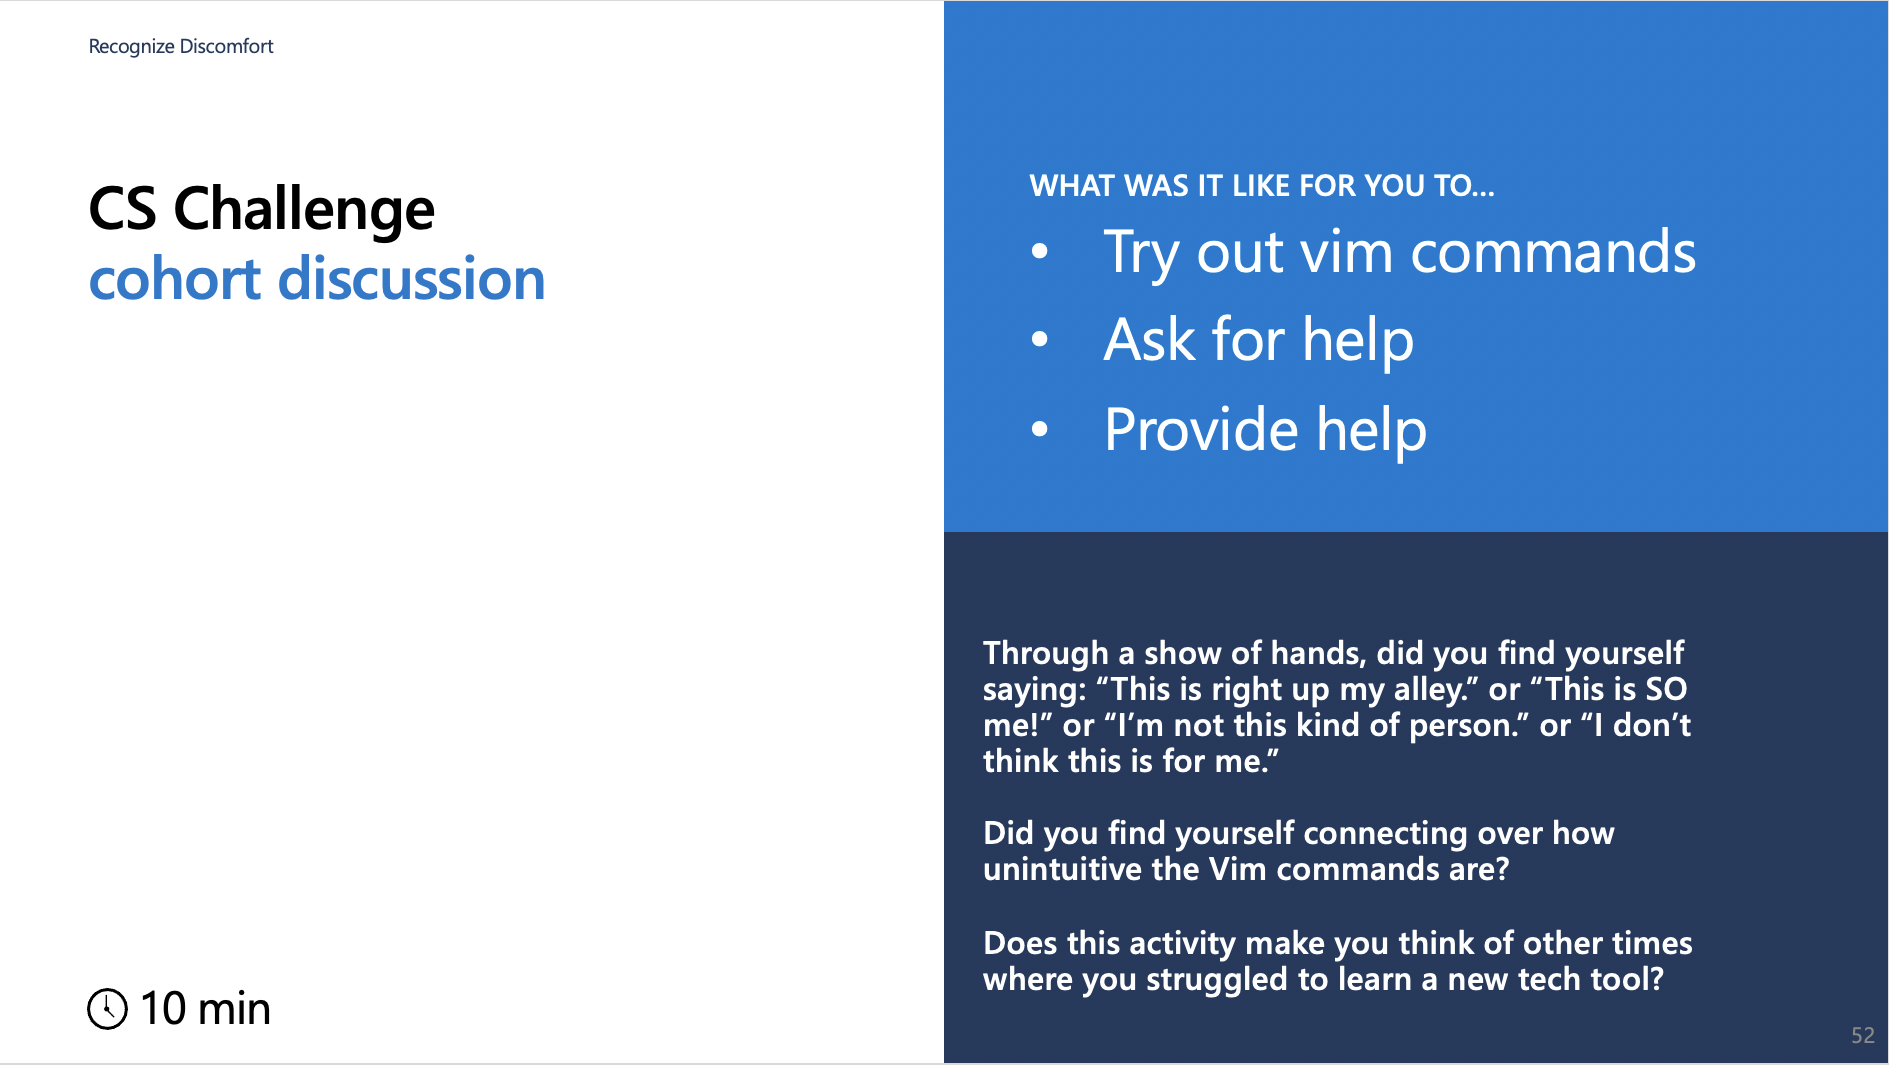 Recognize Discomfort
CS Challenge
cohort discussion
10 min
WHAT WAS IT LIKE FOR YOU TO...
• Try out vim commands
• Ask for help
• Provide help
Through a show of hands, did you find yourself
saying: “This is right up my alley.” or “This is SO
me!” or “I’m not this kind of person.” or “I don’t
think this is for me.”
Did you find yourself connecting over how
unintuitive the Vim commands are?
Does this activity make you think of other times
where you struggled to learn a new tech tool?
52